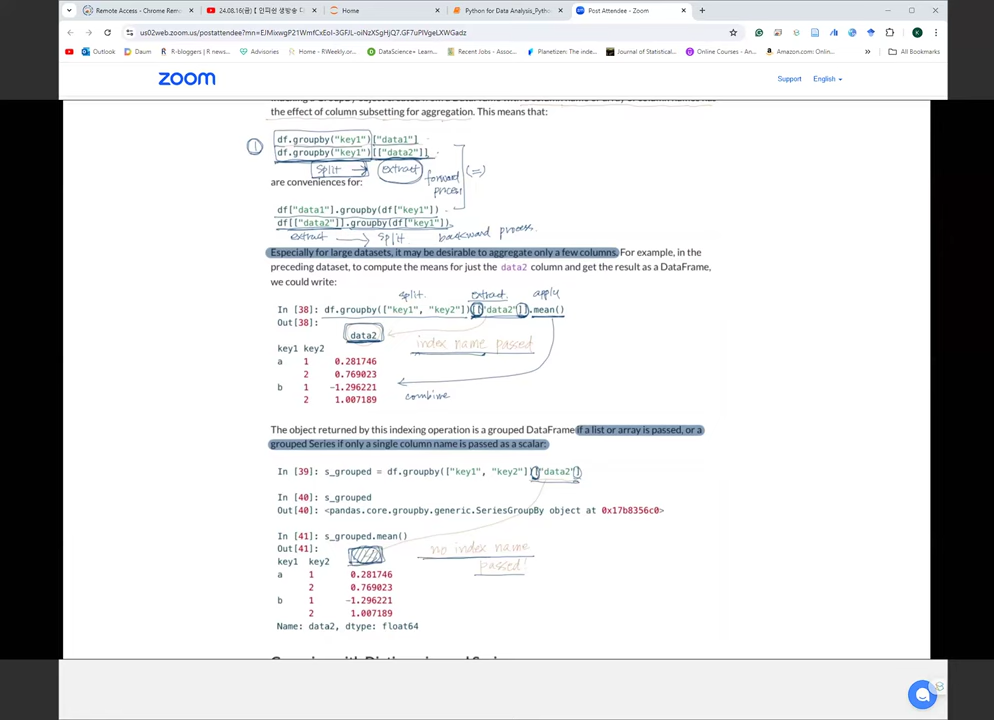 Remote Access - Chrome Remo
Home
Python for Data Analysis_Pytho
Post Attendee - Zoom
us02web.zoom.us/postattendee?mn=
Outlook
Daum
R-bloggers | R news...
Advisories
Home - RWeekly.or...
DataScience+ Learn...
Recent Jobs - Assoc...
Planetizen: The inde...
Journal of Statistical...
Online Courses - An...
Amazon.com: Onlin...
All Bookmarks
zoom
Support
English
the effect of column subsetting for aggregation. This means that:
① df.groupby("key1")["data1"]
df.groupby("key1")[["data2"]]
split → extract
forward process
(=)
are conveniences for:
df["data1"].groupby(df["key1"])
df[["data2"]].groupby(df["key1"])
extract → split
backward process.
Especially for large datasets, it may be desirable to aggregate only a few columns. For example, in the
preceding dataset, to compute the means for just the data2 column and get the result as a DataFrame,
we could write:
split. extract. apply
In [38]: df.groupby(["key1", "key2"])[["data2"]].mean()
Out[38]:
data2
index name passed
key1 key2
a 1 0.281746
2 0.769023
b 1 -1.296221
2 1.007189
combine
The object returned by this indexing operation is a grouped DataFrame if a list or array is passed, or a
grouped Series if only a single column name is passed as a scalar:
In [39]: s_grouped = df.groupby(["key1", "key2"])["data2"]
In [40]: s_grouped
Out[40]: <pandas.core.groupby.generic.SeriesGroupBy object at 0x17b8356c0>
In [41]: s_grouped.mean()
Out[41]:
no index name
passed!
key1 key2
a 1 0.281746
2 0.769023
b 1 -1.296221
2 1.007189
Name: data2, dtype: float64